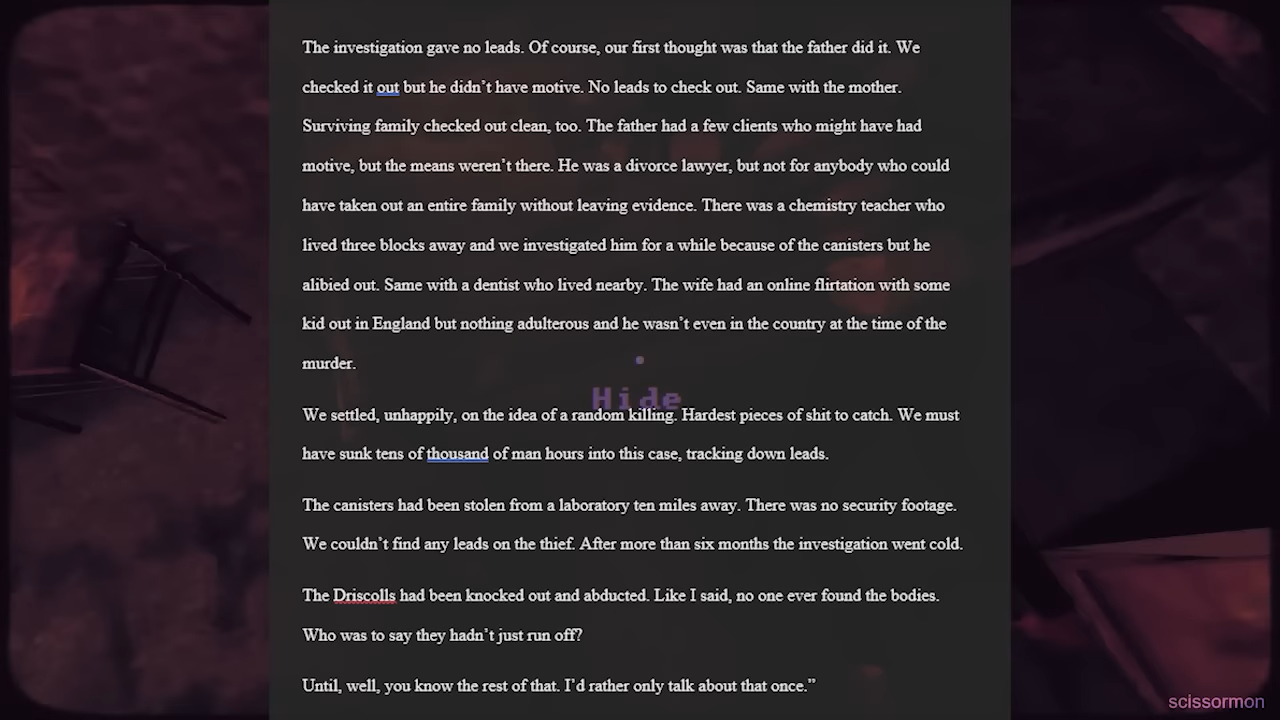 The investigation gave no leads. Of course, our first thought was that the father did it. We
checked it out but he didn’t have motive. No leads to check out. Same with the mother.
Surviving family checked out clean, too. The father had a few clients who might have had
motive, but the means weren’t there. He was a divorce lawyer, but not for anybody who could
have taken out an entire family without leaving evidence. There was a chemistry teacher who
lived three blocks away and we investigated him for a while because of the canisters but he
alibied out. Same with a dentist who lived nearby. The wife had an online flirtation with some
kid out in England but nothing adulterous and he wasn’t even in the country at the time of the
murder.
Hide
We settled, unhappily, on the idea of a random killing. Hardest pieces of shit to catch. We must
have sunk tens of thousand of man hours into this case, tracking down leads.
The canisters had been stolen from a laboratory ten miles away. There was no security footage.
We couldn’t find any leads on the thief. After more than six months the investigation went cold.
The Driscolls had been knocked out and abducted. Like I said, no one ever found the bodies.
Who was to say they hadn’t just run off?
Until, well, you know the rest of that. I’d rather only talk about that once.”
scissormon